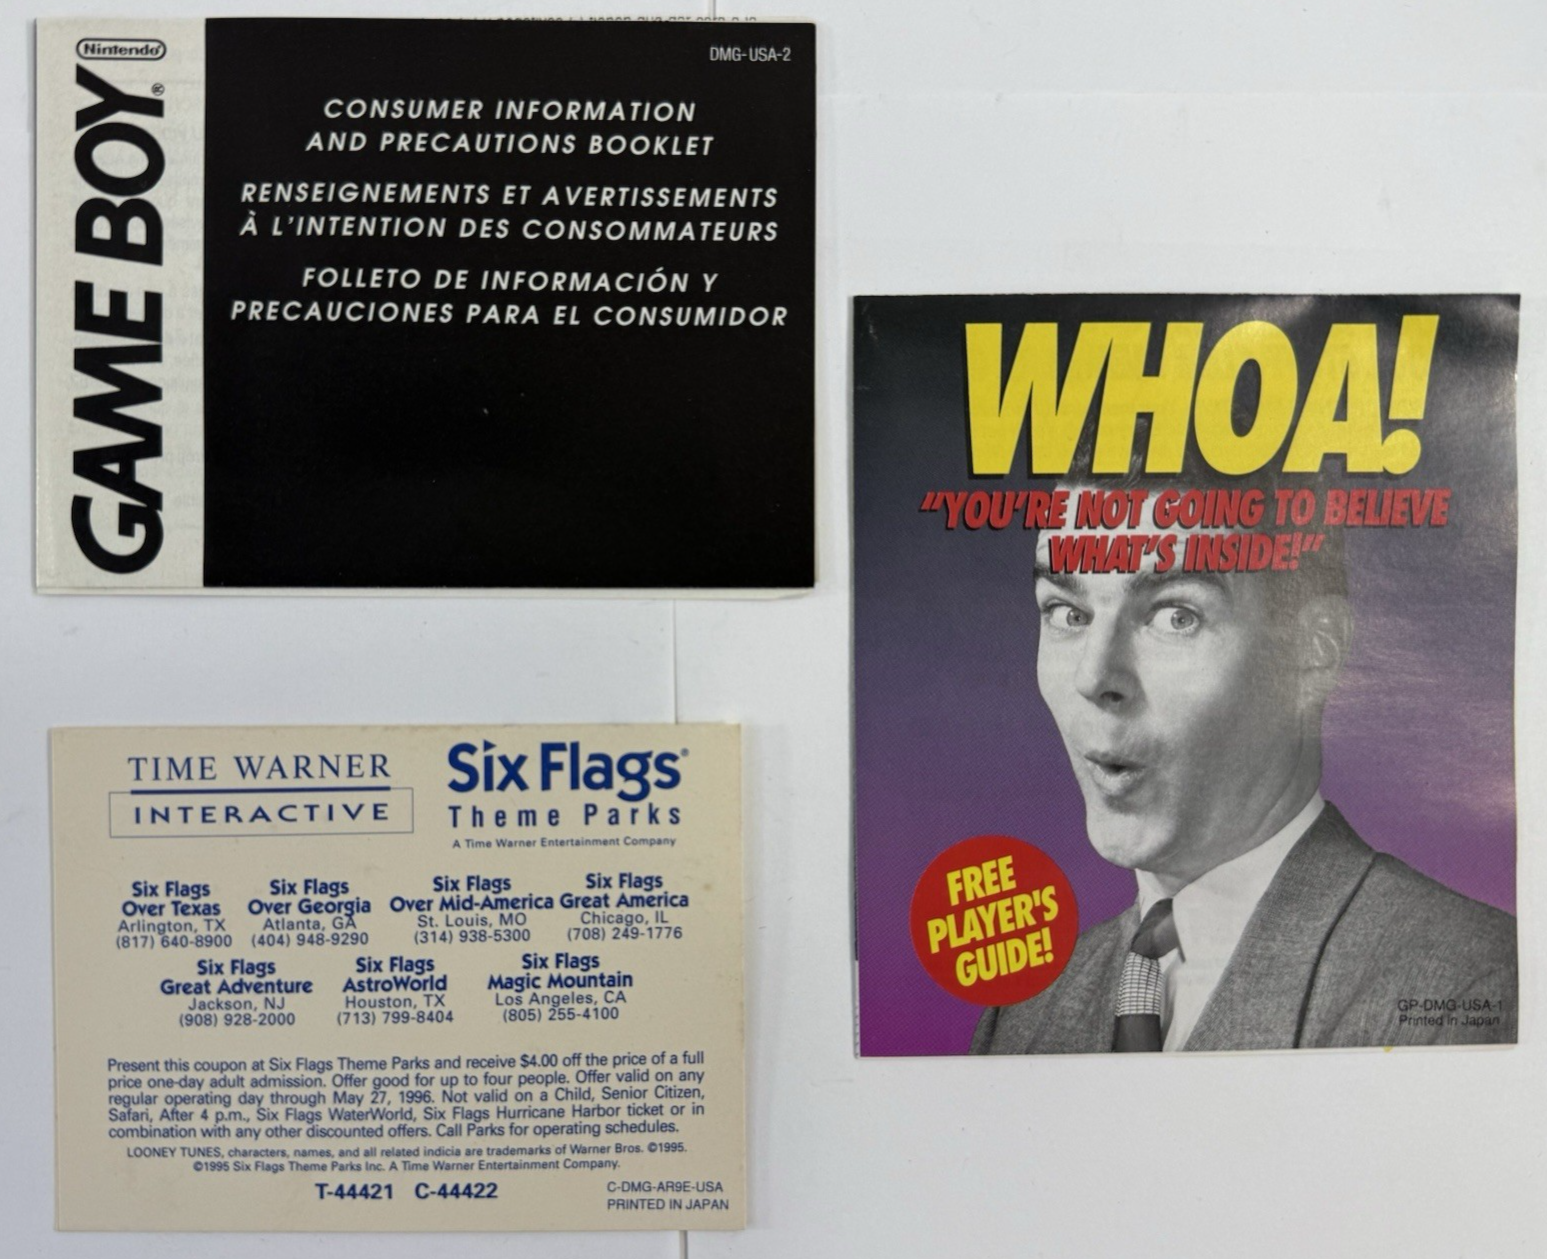 Nintendo®
GAME BOY®
DMG-USA-2
CONSUMER INFORMATION
AND PRECAUTIONS BOOKLET
RENSEIGNEMENTS ET AVERTISSEMENTS
À L'INTENTION DES CONSOMMATEURS
FOLLETO DE INFORMACIÓN Y
PRECAUCIONES PARA EL CONSUMIDOR
WHOA!
"YOU'RE NOT GOING TO BELIEVE
WHAT'S INSIDE!"
FREE
PLAYER'S
GUIDE!
GP-DMG-USA-1
Printed in Japan
TIME WARNER
INTERACTIVE
Six Flags®
Theme Parks
A Time Warner Entertainment Company
Six Flags
Over Texas
Arlington, TX
(817) 640-8900
Six Flags
Over Georgia
Atlanta, GA
(404) 948-9290
Six Flags
Over Mid-America
St. Louis, MO
(314) 938-5300
Six Flags
Great America
Chicago, IL
(708) 249-1776
Six Flags
Great Adventure
Jackson, NJ
(908) 928-2000
Six Flags
AstroWorld
Houston, TX
(713) 799-8404
Six Flags
Magic Mountain
Los Angeles, CA
(805) 255-4100
Present this coupon at Six Flags Theme Parks and receive $4.00 off the price of a full
price one-day adult admission. Offer good for up to four people. Offer valid on any
regular operating day through May 27, 1996. Not valid on a Child, Senior Citizen,
Safari, After 4 p.m., Six Flags WaterWorld, Six Flags Hurricane Harbor ticket or in
combination with any other discounted offers. Call Parks for operating schedules.
LOONEY TUNES, characters, names, and all related indicia are trademarks of Warner Bros. ©1995.
©1995 Six Flags Theme Parks Inc. A Time Warner Entertainment Company.
T-44421 C-44422
C-DMG-AR9E-USA
PRINTED IN JAPAN